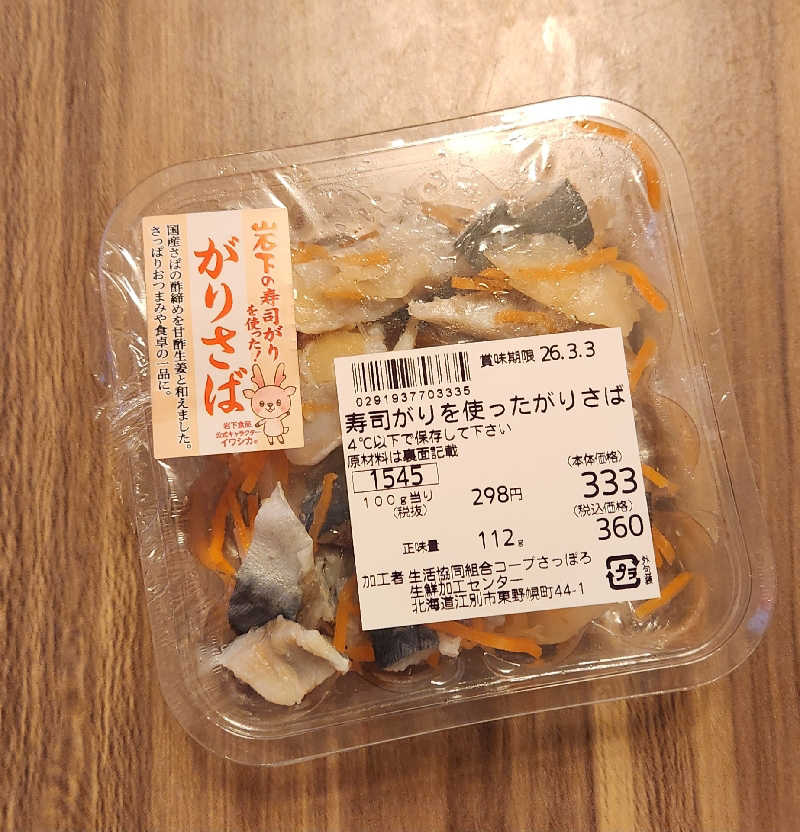 岩下の寿司がり
を使った!
がりさば
国産さばの酢締めを甘酢生姜と和えました。
さっぱりおつまみや食卓の一品に。
岩下食品
公式キャラクター
イワシカ®
賞味期限 26.3.3
0291937703335
寿司がりを使ったがりさば
4℃以下で保存して下さい
原材料は裏面記載
1545
100g当り
(税抜)
298円
(本体価格)
333
(税込価格)
360
正味量 112g
加工者 生活協同組合コープさっぽろ
生鮮加工センター
北海道江別市東野幌町44-1
プラ
外包装